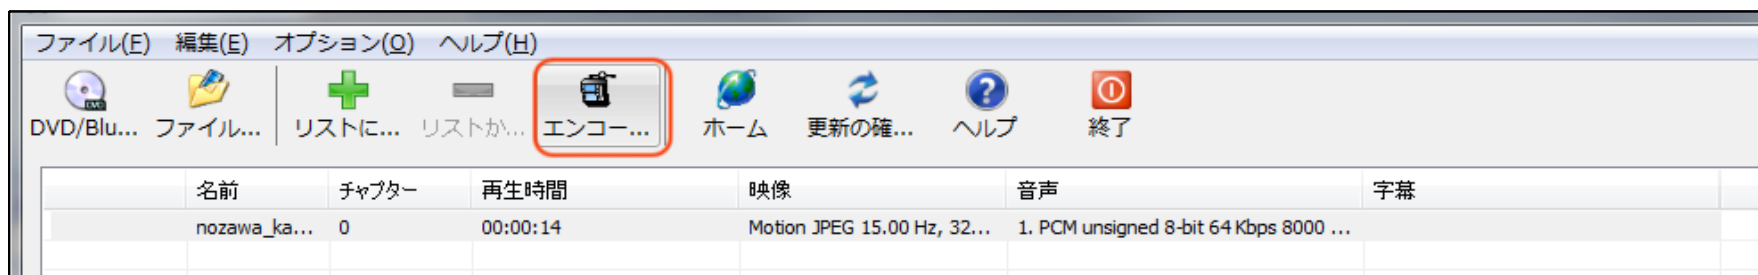 ファイル(F) 編集(E) オプション(O) ヘルプ(H)
DVD
DVD/Blu... ファイル... リストに... リストか... エンコー... ホーム 更新の確... ヘルプ 終了
名前 チャプター 再生時間 映像 音声 字幕
nozawa_ka... 0 00:00:14 Motion JPEG 15.00 Hz, 32... 1. PCM unsigned 8-bit 64 Kbps 8000 ...